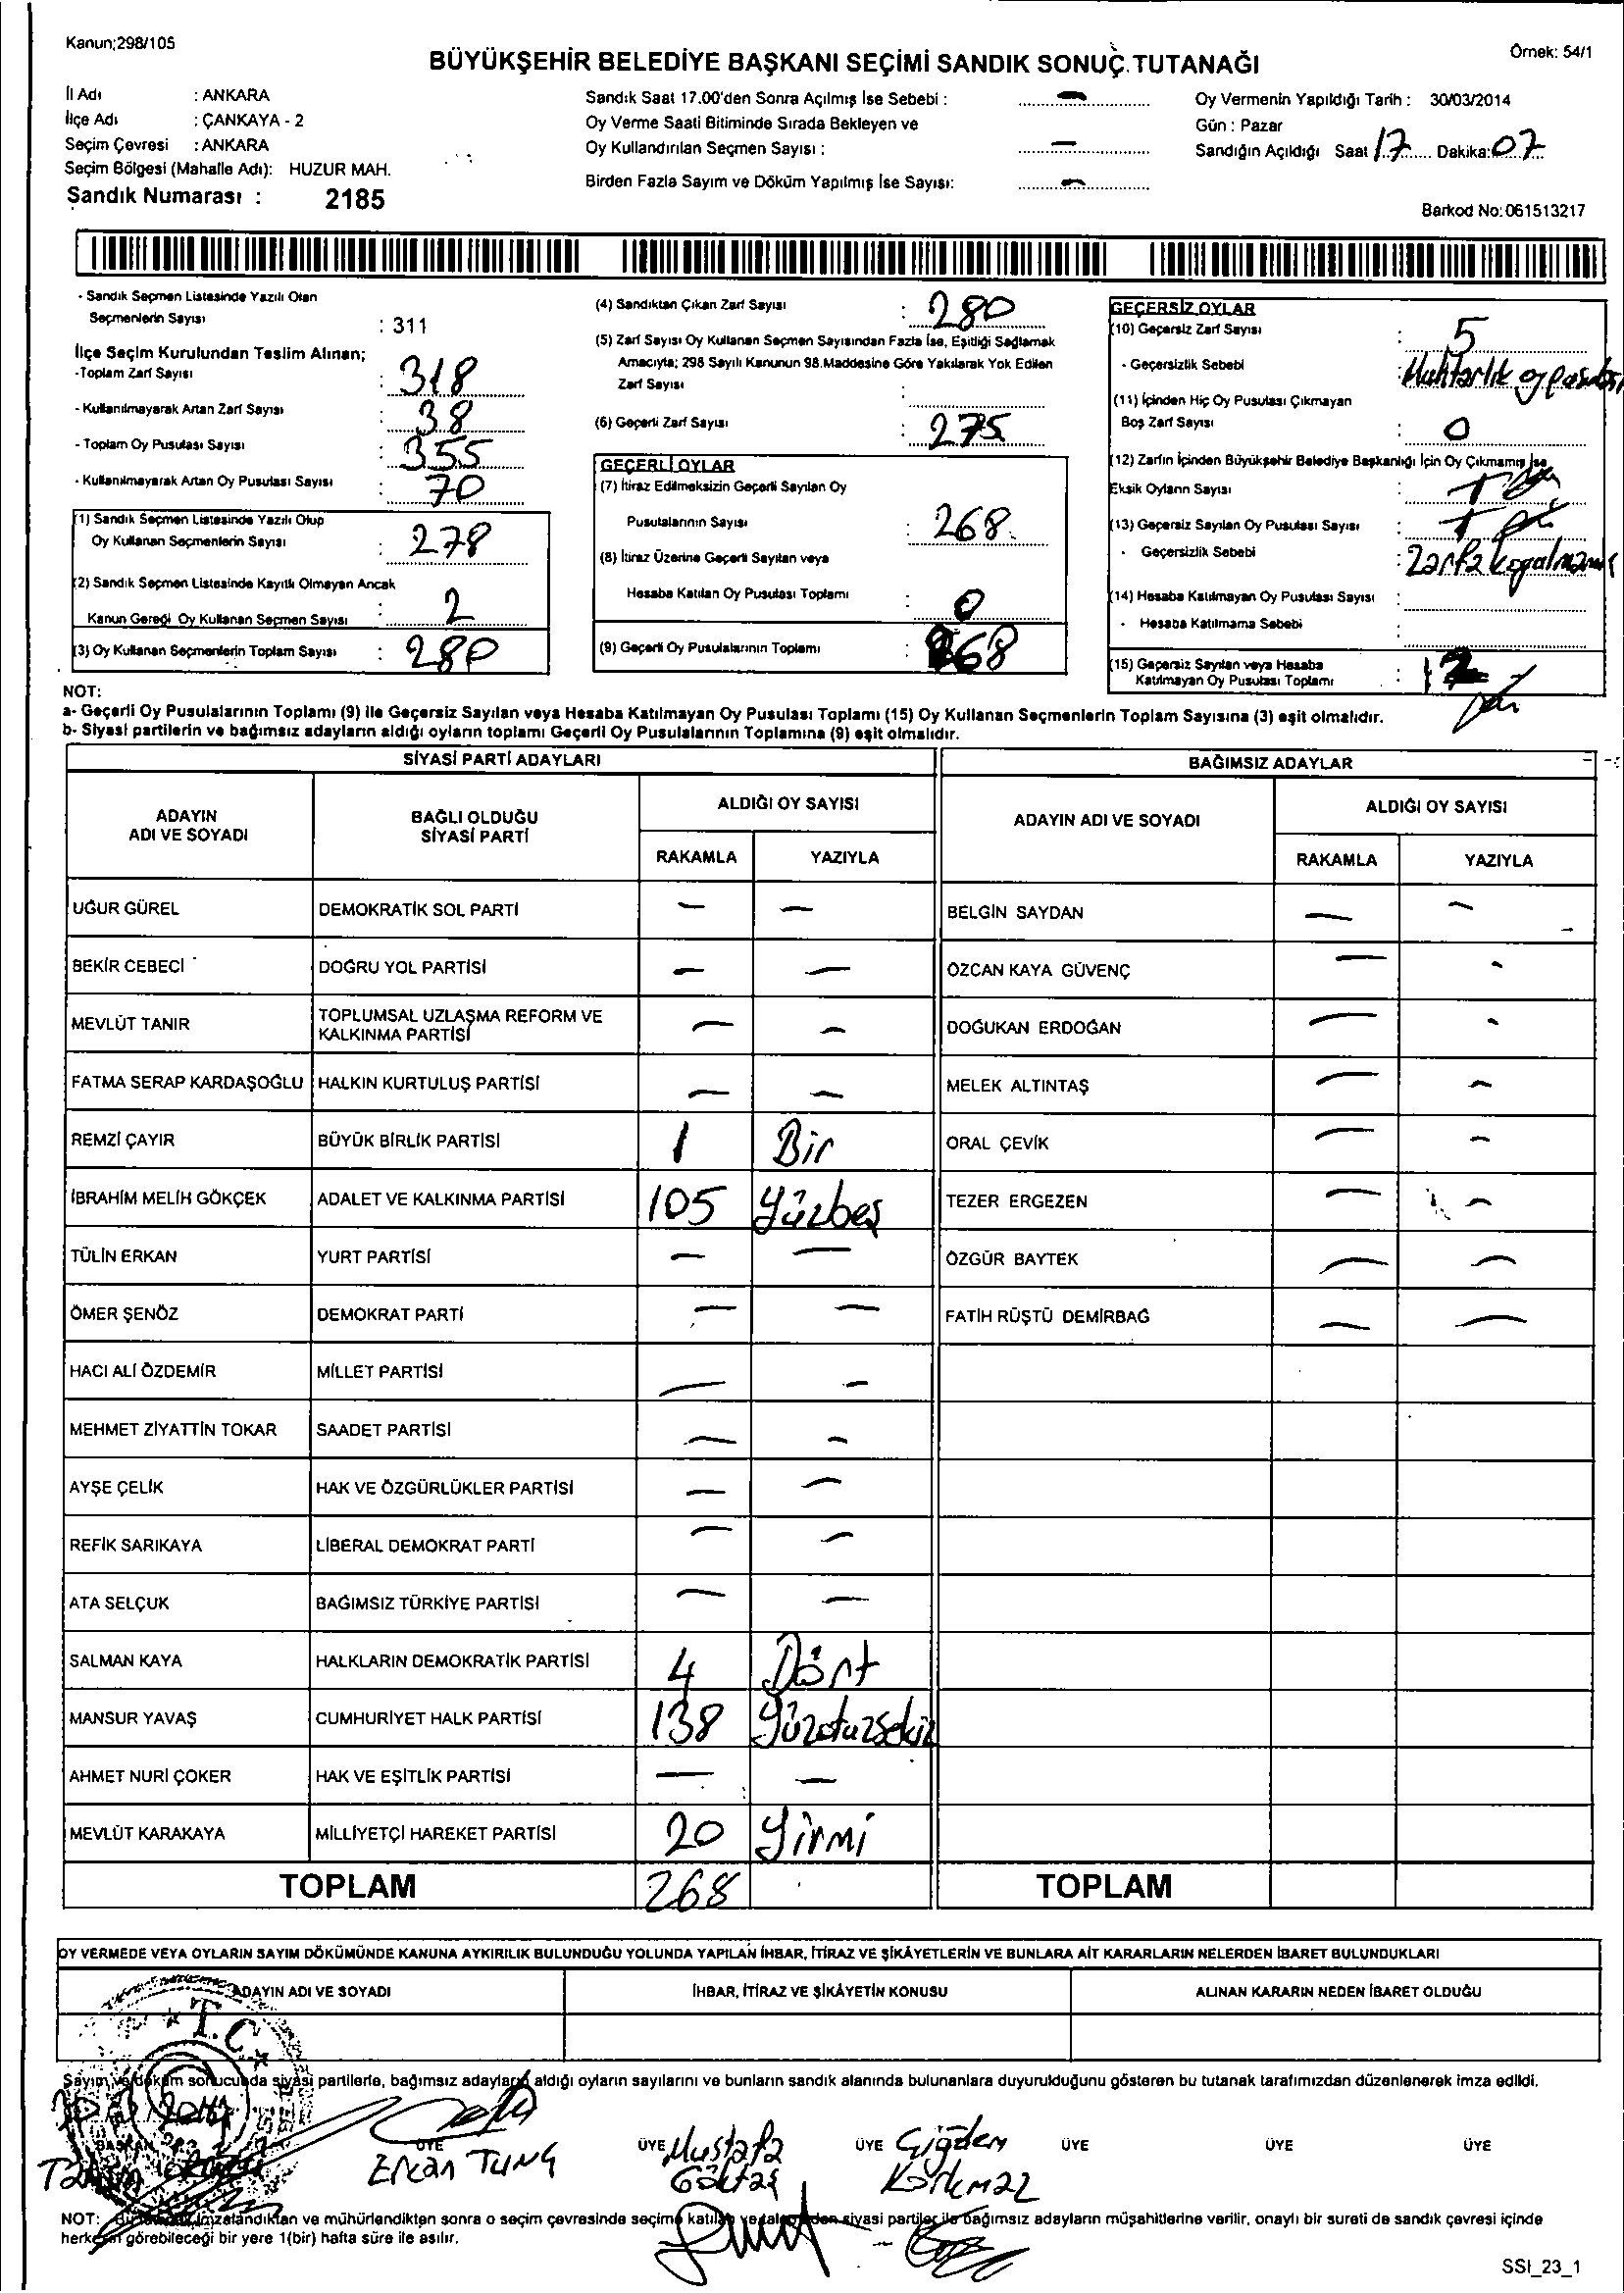 Kanun;298/105
Örnek: 54/1
BÜYÜKŞEHİR BELEDİYE BAŞKANI SEÇİMİ SANDIK SONUÇ TUTANAĞI
İl Adı : ANKARA
İlçe Adı : ÇANKAYA - 2
Seçim Çevresi : ANKARA
Seçim Bölgesi (Mahalle Adı): HUZUR MAH.
Sandık Numarası : 2185
Sandık Saat 17.00'den Sonra Açılmış İse Sebebi : –
Oy Verme Saati Bitiminde Sırada Bekleyen ve
Oy Kullandırılan Seçmen Sayısı : –
Birden Fazla Sayım ve Döküm Yapılmış İse Sayısı: –
Oy Vermenin Yapıldığı Tarih : 30/03/2014
Gün : Pazar
Sandığın Açıldığı Saat 17 Dakika: 07
Barkod No: 061513217
- Sandık Seçmen Listesinde Yazılı Olan
Seçmenlerin Sayısı : 311
İlçe Seçim Kurulundan Teslim Alınan;
-Toplam Zarf Sayısı : 318
- Kullanılmayarak Artan Zarf Sayısı : 38
- Toplam Oy Pusulası Sayısı : 355
- Kullanılmayarak Artan Oy Pusulası Sayısı : 70
(1) Sandık Seçmen Listesinde Yazılı Olup
Oy Kullanan Seçmenlerin Sayısı : 278
(2) Sandık Seçmen Listesinde Kayıtlı Olmayan Ancak
Kanun Gereği Oy Kullanan Seçmen Sayısı : 2
(3) Oy Kullanan Seçmenlerin Toplam Sayısı : 280
(4) Sandıktan Çıkan Zarf Sayısı : 280
(5) Zarf Sayısı Oy Kullanan Seçmen Sayısından Fazla İse, Eşitliği Sağlamak
Amacıyla; 298 Sayılı Kanunun 98.Maddesine Göre Yakılarak Yok Edilen
Zarf Sayısı :
(6) Geçerli Zarf Sayısı : 275
GEÇERLİ OYLAR
(7) İtiraz Edilmeksizin Geçerli Sayılan Oy
Pusulalarının Sayısı : 268
(8) İtiraz Üzerine Geçerli Sayılan veya
Hesaba Katılan Oy Pusulası Toplamı : 0
(9) Geçerli Oy Pusulalarının Toplamı : 268
GEÇERSİZ OYLAR
(10) Geçersiz Zarf Sayısı : 5
- Geçersizlik Sebebi : Muhtarlık oy pusulası
(11) İçinden Hiç Oy Pusulası Çıkmayan
Boş Zarf Sayısı : 0
(12) Zarfın İçinden Büyükşehir Belediye Başkanlığı İçin Oy Çıkmamış İse
Eksik Oyların Sayısı :
(13) Geçersiz Sayılan Oy Pusulası Sayısı :
- Geçersizlik Sebebi :
(14) Hesaba Katılmayan Oy Pusulası Sayısı :
- Hesaba Katılmama Sebebi :
(15) Geçersiz Sayılan veya Hesaba
Katılmayan Oy Pusulası Toplamı : 12
NOT:
a- Geçerli Oy Pusulalarının Toplamı (9) ile Geçersiz Sayılan veya Hesaba Katılmayan Oy Pusulası Toplamı (15) Oy Kullanan Seçmenlerin Toplam Sayısına (3) eşit olmalıdır.
b- Siyasi partilerin ve bağımsız adayların aldığı oyların toplamı Geçerli Oy Pusulalarının Toplamına (9) eşit olmalıdır.
SİYASİ PARTİ ADAYLARI
ADAYIN ADI VE SOYADI
BAĞLI OLDUĞU SİYASİ PARTİ
ALDIĞI OY SAYISI
RAKAMLA YAZIYLA
UĞUR GÜREL DEMOKRATİK SOL PARTİ – –
BEKİR CEBECİ DOĞRU YOL PARTİSİ – –
MEVLÜT TANIR TOPLUMSAL UZLAŞMA REFORM VE KALKINMA PARTİSİ – –
FATMA SERAP KARDAŞOĞLU HALKIN KURTULUŞ PARTİSİ – –
REMZİ ÇAYIR BÜYÜK BİRLİK PARTİSİ 1 Bir
İBRAHİM MELİH GÖKÇEK ADALET VE KALKINMA PARTİSİ 105 Yüzbeş
TÜLİN ERKAN YURT PARTİSİ – –
ÖMER ŞENÖZ DEMOKRAT PARTİ – –
HACI ALİ ÖZDEMİR MİLLET PARTİSİ – –
MEHMET ZİYATTİN TOKAR SAADET PARTİSİ – –
AYŞE ÇELİK HAK VE ÖZGÜRLÜKLER PARTİSİ – –
REFİK SARIKAYA LİBERAL DEMOKRAT PARTİ – –
ATA SELÇUK BAĞIMSIZ TÜRKİYE PARTİSİ – –
SALMAN KAYA HALKLARIN DEMOKRATİK PARTİSİ 4 Dört
MANSUR YAVAŞ CUMHURİYET HALK PARTİSİ 138 Yüzotuzsekiz
AHMET NURİ ÇOKER HAK VE EŞİTLİK PARTİSİ – –
MEVLÜT KARAKAYA MİLLİYETÇİ HAREKET PARTİSİ 20 Yirmi
TOPLAM 268
BAĞIMSIZ ADAYLAR
ADAYIN ADI VE SOYADI
ALDIĞI OY SAYISI
RAKAMLA YAZIYLA
BELGİN SAYDAN – –
ÖZCAN KAYA GÜVENÇ – –
DOĞUKAN ERDOĞAN – –
MELEK ALTINTAŞ – –
ORAL ÇEVİK – –
TEZER ERGEZEN – –
ÖZGÜR BAYTEK – –
FATİH RÜŞTÜ DEMİRBAĞ – –
TOPLAM
OY VERMEDE VEYA OYLARIN SAYIM DÖKÜMÜNDE KANUNA AYKIRILIK BULUNDUĞU YOLUNDA YAPILAN İHBAR, İTİRAZ VE ŞİKÂYETLERİN VE BUNLARA AİT KARARLARIN NELERDEN İBARET BULUNDUKLARI
ADAYIN ADI VE SOYADI
İHBAR, İTİRAZ VE ŞİKÂYETİN KONUSU
ALINAN KARARIN NEDEN İBARET OLDUĞU
T.C.
Sayım ve döküm sonucunda siyasi partilerle, bağımsız adayların aldığı oyların sayılarını ve bunların sandık alanında bulunanlara duyurulduğunu gösteren bu tutanak tarafımızdan düzenlenerek imza edildi.
BAŞKAN
ÜYE Ercan TUNÇ
ÜYE Mustafa Göktaş
ÜYE Çiğdem Korkmaz
ÜYE
ÜYE
ÜYE
NOT: imzalandıktan ve mühürlendikten sonra o seçim çevresinde seçime katılan ve talep eden siyasi partiler ile bağımsız adayların müşahitlerine verilir, onaylı bir sureti de sandık çevresi içinde
herkesin görebileceği bir yere 1(bir) hafta süre ile asılır.
SSI_23_1